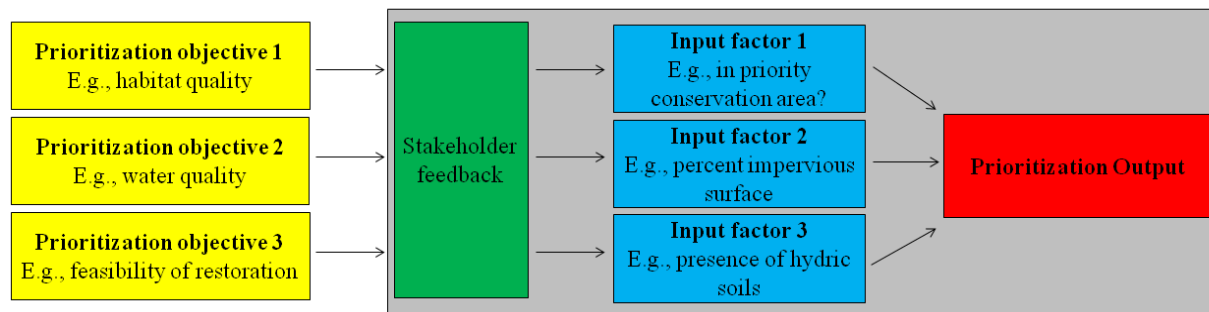 Prioritization objective 1
E.g., habitat quality
Prioritization objective 2
E.g., water quality
Prioritization objective 3
E.g., feasibility of restoration
Stakeholder
feedback
Input factor 1
E.g., in priority
conservation area?
Input factor 2
E.g., percent impervious
surface
Input factor 3
E.g., presence of hydric
soils
Prioritization Output